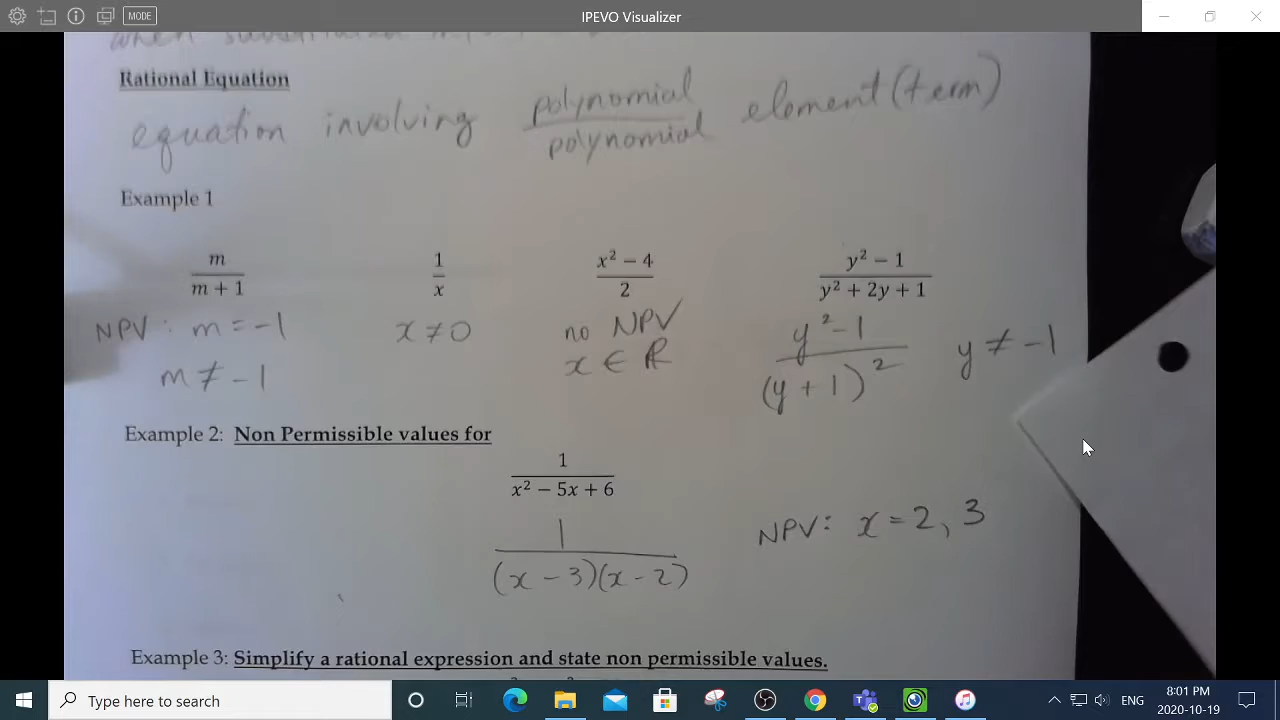 IPEVO Visualizer
MODE
when
Rational Equation
equation involving polynomial / polynomial element (term)
Example 1
m / m + 1
1 / x
x² − 4 / 2
y² − 1 / y² + 2y + 1
NPV : m = -1
m ≠ -1
x ≠ 0
no NPV
x ∈ ℝ
y² - 1 / (y + 1)²
y ≠ -1
Example 2: Non Permissible values for
1 / x² − 5x + 6
1 / (x - 3)(x - 2)
NPV: x = 2, 3
Example 3: Simplify a rational expression and state non permissible values.
Type here to search
ENG
8:01 PM
2020-10-19